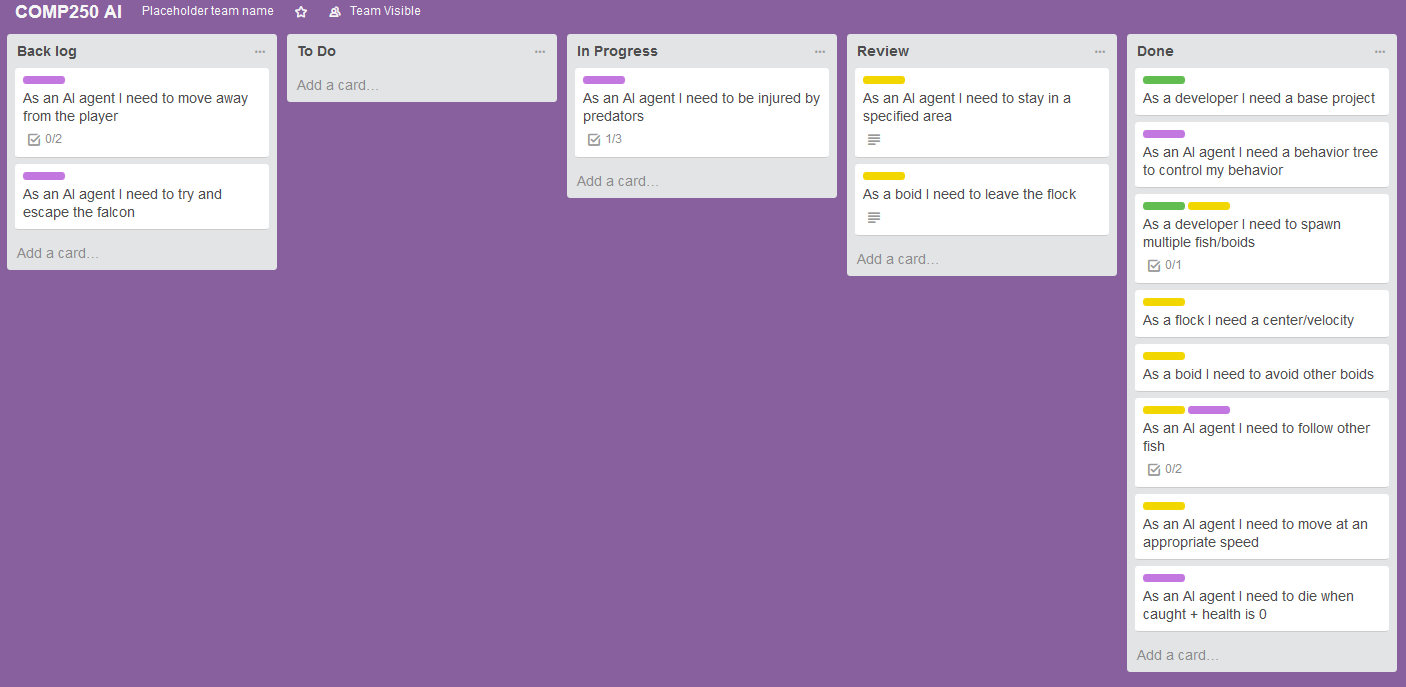 COMP250 AI
Placeholder team name
Team Visible
Back log
...
As an AI agent I need to move away
from the player
0/2
As an AI agent I need to try and
escape the falcon
Add a card...
To Do
...
Add a card...
In Progress
...
As an AI agent I need to be injured by
predators
1/3
Add a card...
Review
...
As an AI agent I need to stay in a
specified area
As a boid I need to leave the flock
Add a card...
Done
...
As a developer I need a base project
As an AI agent I need a behavior tree
to control my behavior
As a developer I need to spawn
multiple fish/boids
0/1
As a flock I need a center/velocity
As a boid I need to avoid other boids
As an AI agent I need to follow other
fish
0/2
As an AI agent I need to move at an
appropriate speed
As an AI agent I need to die when
caught + health is 0
Add a card...